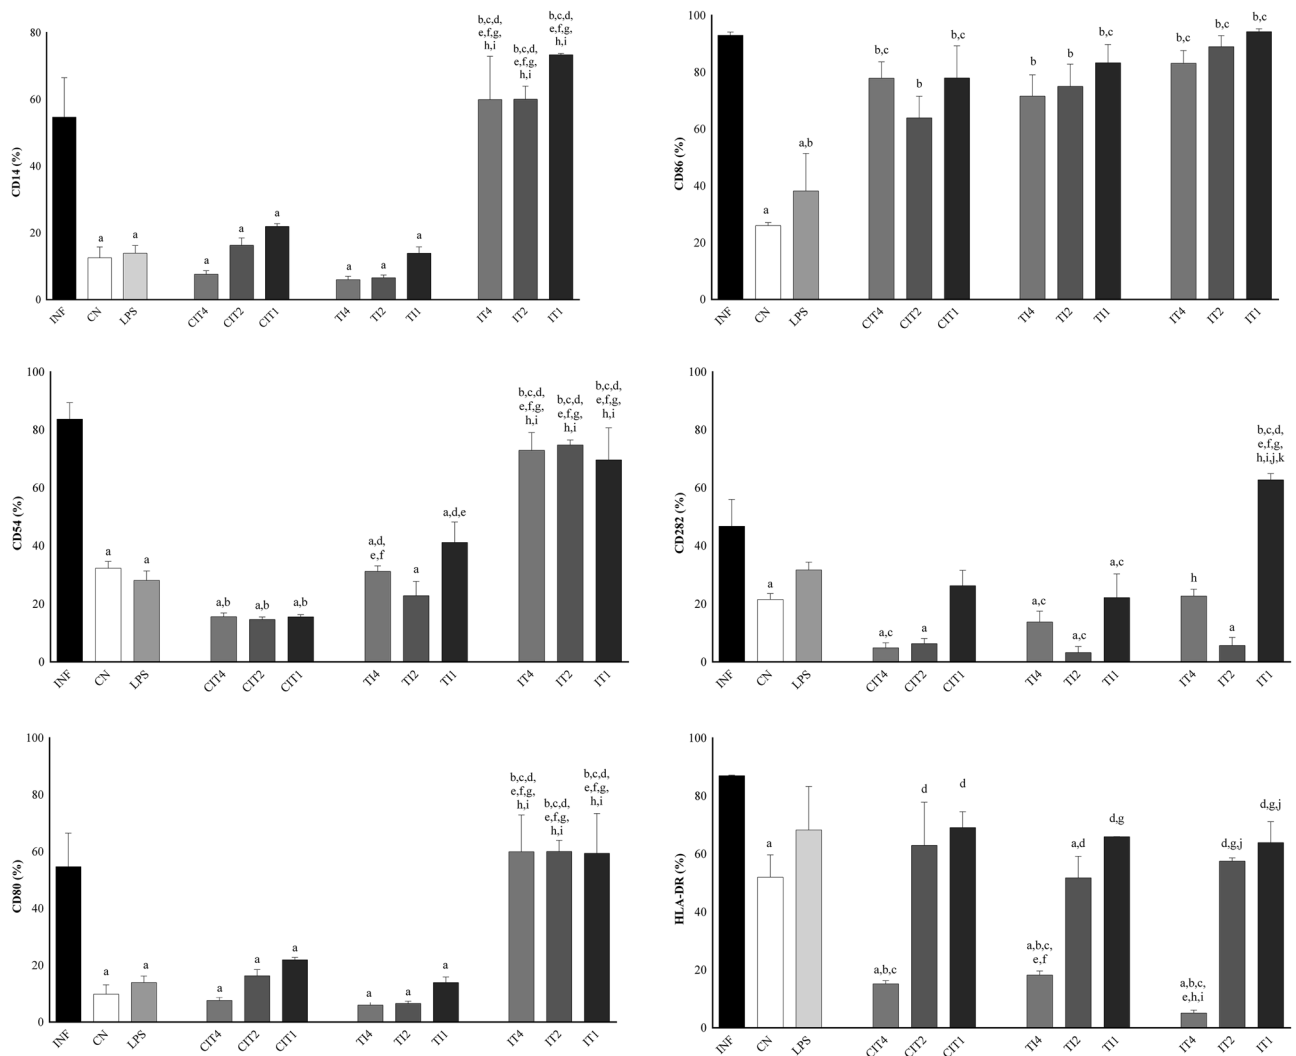 CD14 (%)
80
60
40
20
0
a
a
a
a
a
a
a
a
b,c,d,
e,f,g,
h,i
b,c,d,
e,f,g,
h,i
b,c,d,
e,f,g,
h,i
INF
CN
LPS
CIT4
CIT2
CIT1
TI4
TI2
TI1
IT4
IT2
IT1
CD86 (%)
100
80
60
40
20
0
a
a,b
b,c
b
b,c
b
b
b,c
b,c
b,c
b,c
INF
CN
LPS
CIT4
CIT2
CIT1
TI4
TI2
TI1
IT4
IT2
IT1
CD54 (%)
100
80
60
40
20
0
a
a
a,b
a,b
a,b
a,d,
e,f
a
a,d,e
b,c,d,
e,f,g,
h,i
b,c,d,
e,f,g,
h,i
b,c,d,
e,f,g,
h,i
INF
CN
LPS
CIT4
CIT2
CIT1
TI4
TI2
TI1
IT4
IT2
IT1
CD282 (%)
100
80
60
40
20
0
a
a,c
a
a,c
a,c
a,c
h
a
b,c,d,
e,f,g,
h,i,j,k
INF
CN
LPS
CIT4
CIT2
CIT1
TI4
TI2
TI1
IT4
IT2
IT1
CD80 (%)
100
80
60
40
20
0
a
a
a
a
a
a
a
a
b,c,d,
e,f,g,
h,i
b,c,d,
e,f,g,
h,i
b,c,d,
e,f,g,
h,i
INF
CN
LPS
CIT4
CIT2
CIT1
TI4
TI2
TI1
IT4
IT2
IT1
HLA-DR (%)
100
80
60
40
20
0
a
a,b,c
d
d
a,b,c,
e,f
a,d
d,g
a,b,c,
e,h,i
d,g,j
d,g,j
INF
CN
LPS
CIT4
CIT2
CIT1
TI4
TI2
TI1
IT4
IT2
IT1